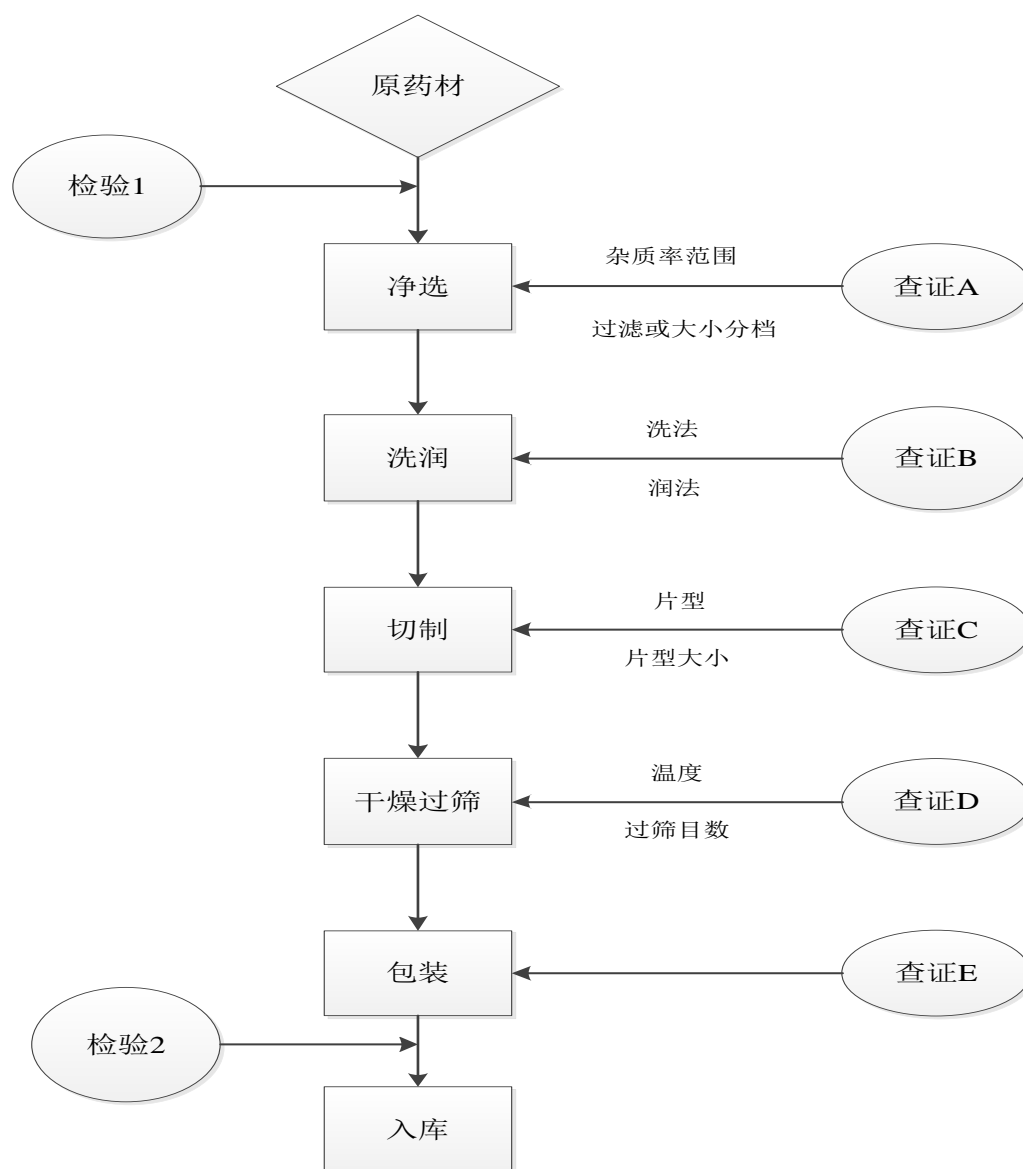 原药材
检验1
杂质率范围
净选
查证A
过滤或大小分档
洗法
洗润
查证B
润法
片型
切制
查证C
片型大小
温度
干燥过筛
查证D
过筛目数
包装
查证E
检验2
入库